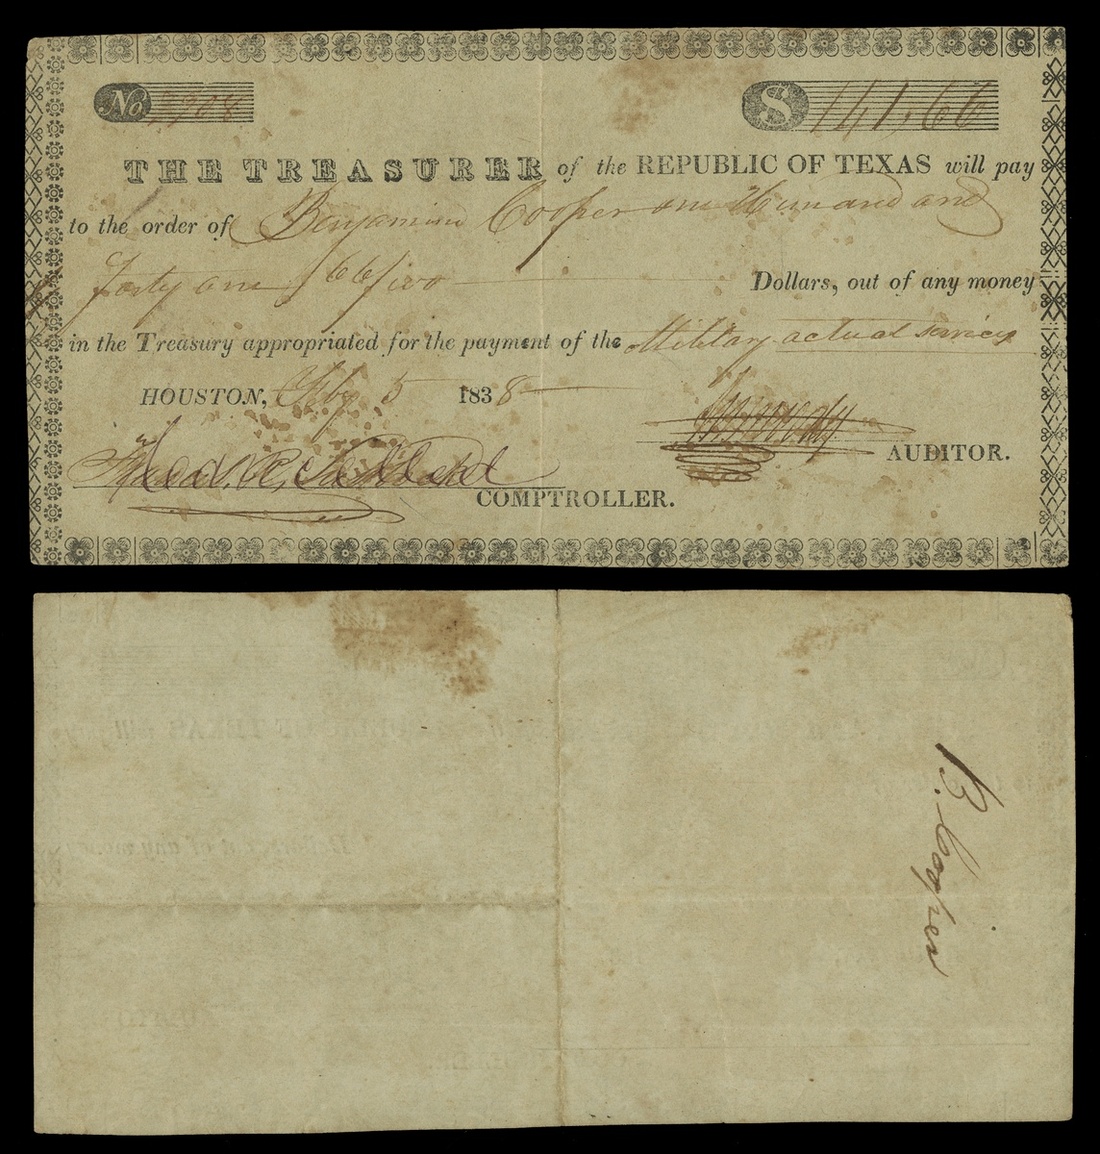 No 
$ 141,66
THE TREASURER of the REPUBLIC OF TEXAS will pay
to the order of Benjamin Cooper one Hundred and
forty one 66/100 Dollars, out of any money
in the Treasury appropriated for the payment of the Military actual service
HOUSTON, Feby 5 1838
AUDITOR.
COMPTROLLER.
B. Cooper